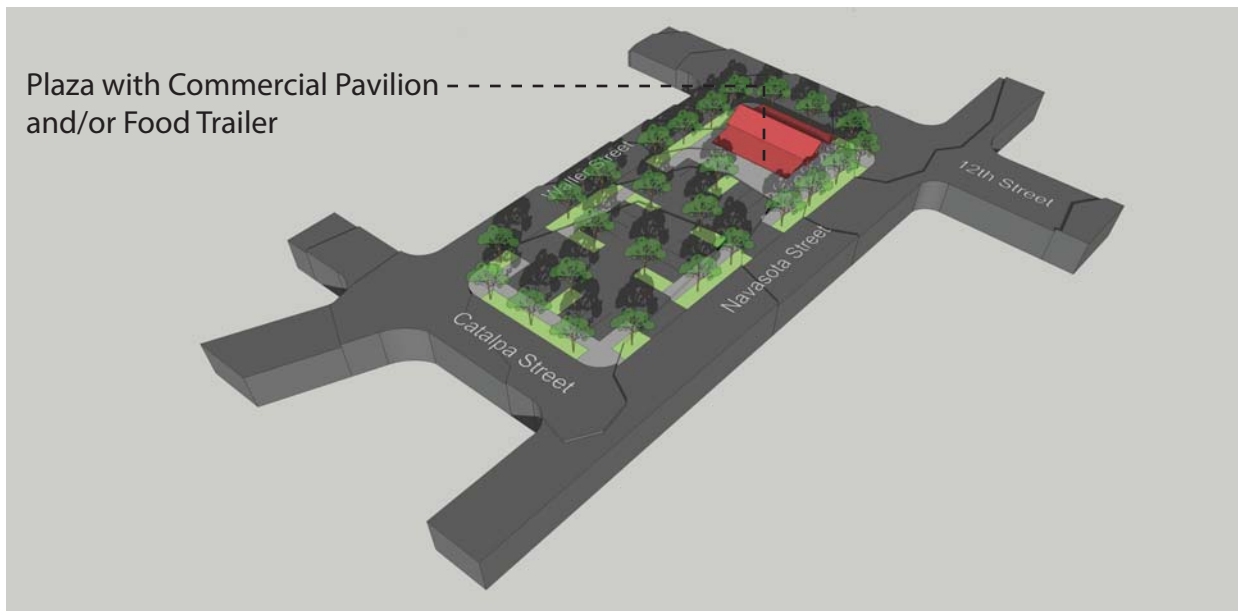 Plaza with Commercial Pavilion
and/or Food Trailer
Waller Street
12th Street
Navasota Street
Catalpa Street